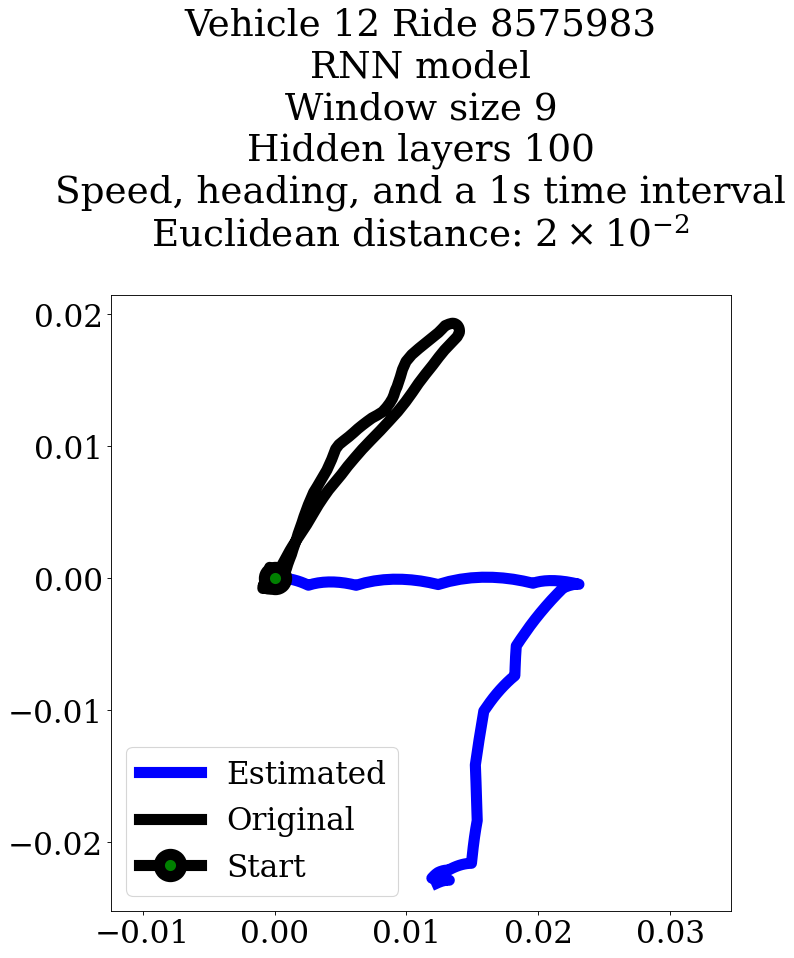 Vehicle 12 Ride 8575983
RNN model
Window size 9
Hidden layers 100
Speed, heading, and a 1s time interval
Euclidean distance: 2 × 10⁻²
0.02
0.01
0.00
−0.01
−0.02
Estimated
Original
Start
−0.01 0.00 0.01 0.02 0.03